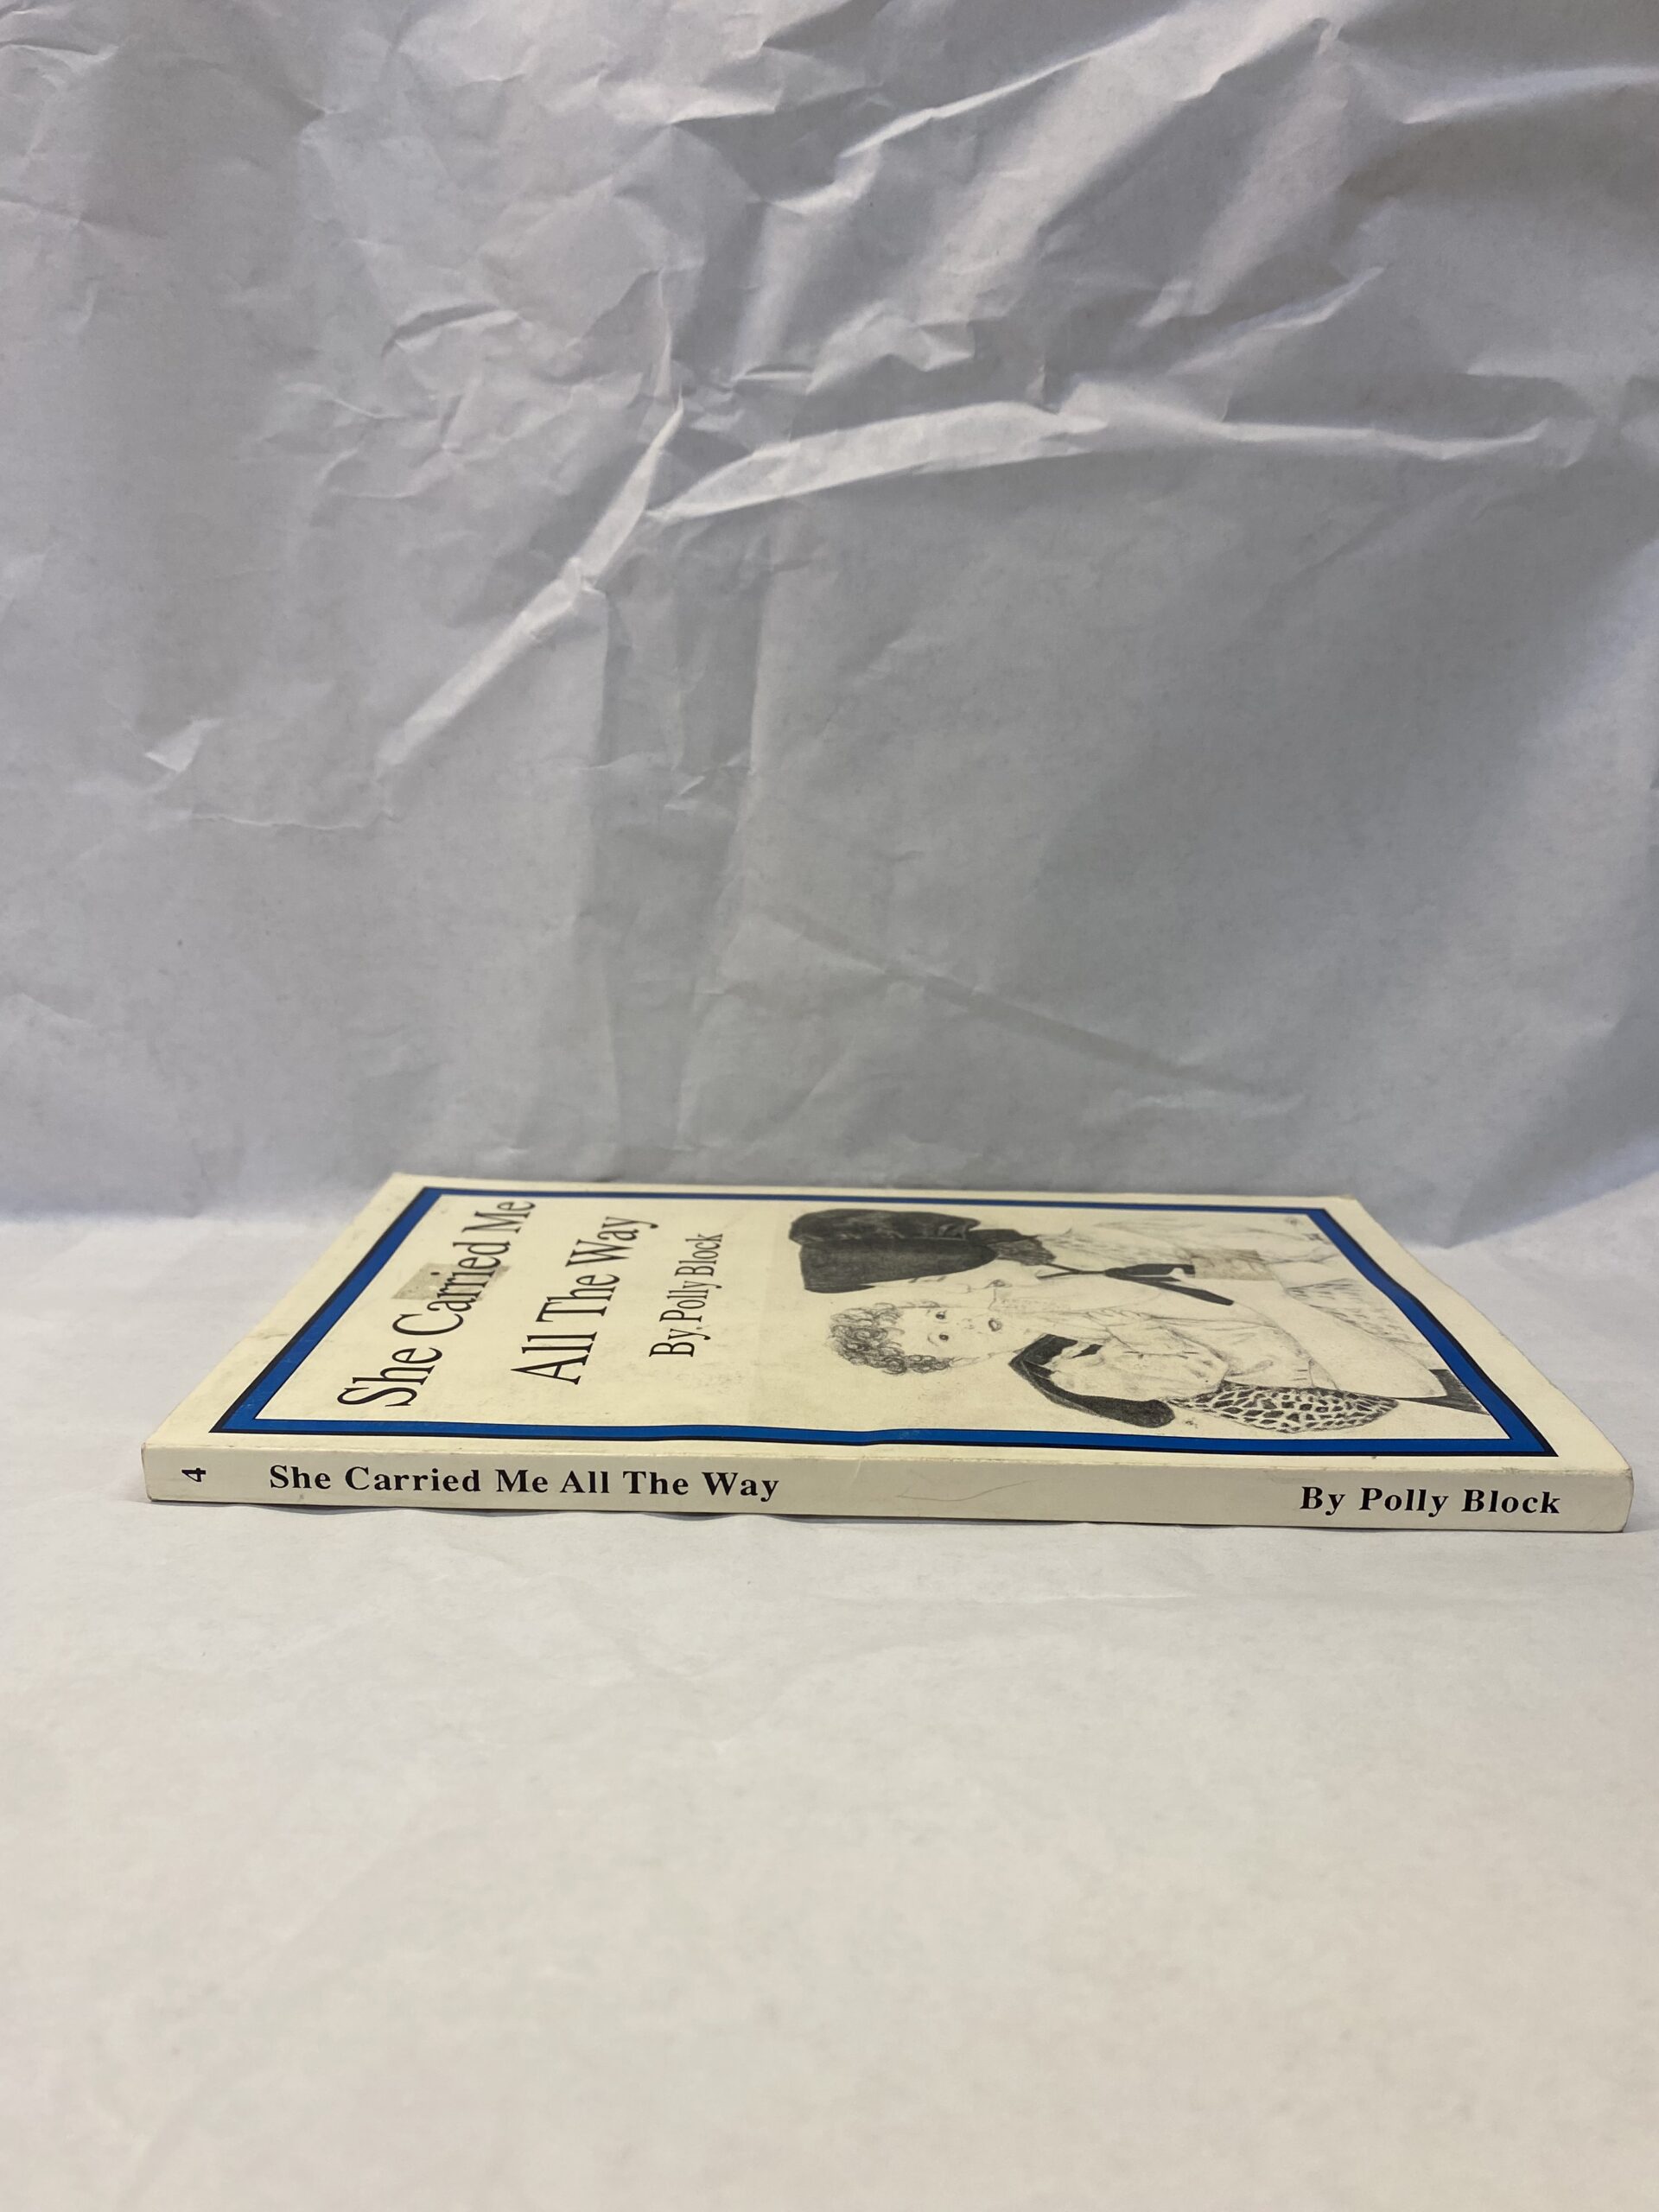 She Carried Me
All The Way
By Polly Block
4 She Carried Me All The Way By Polly Block